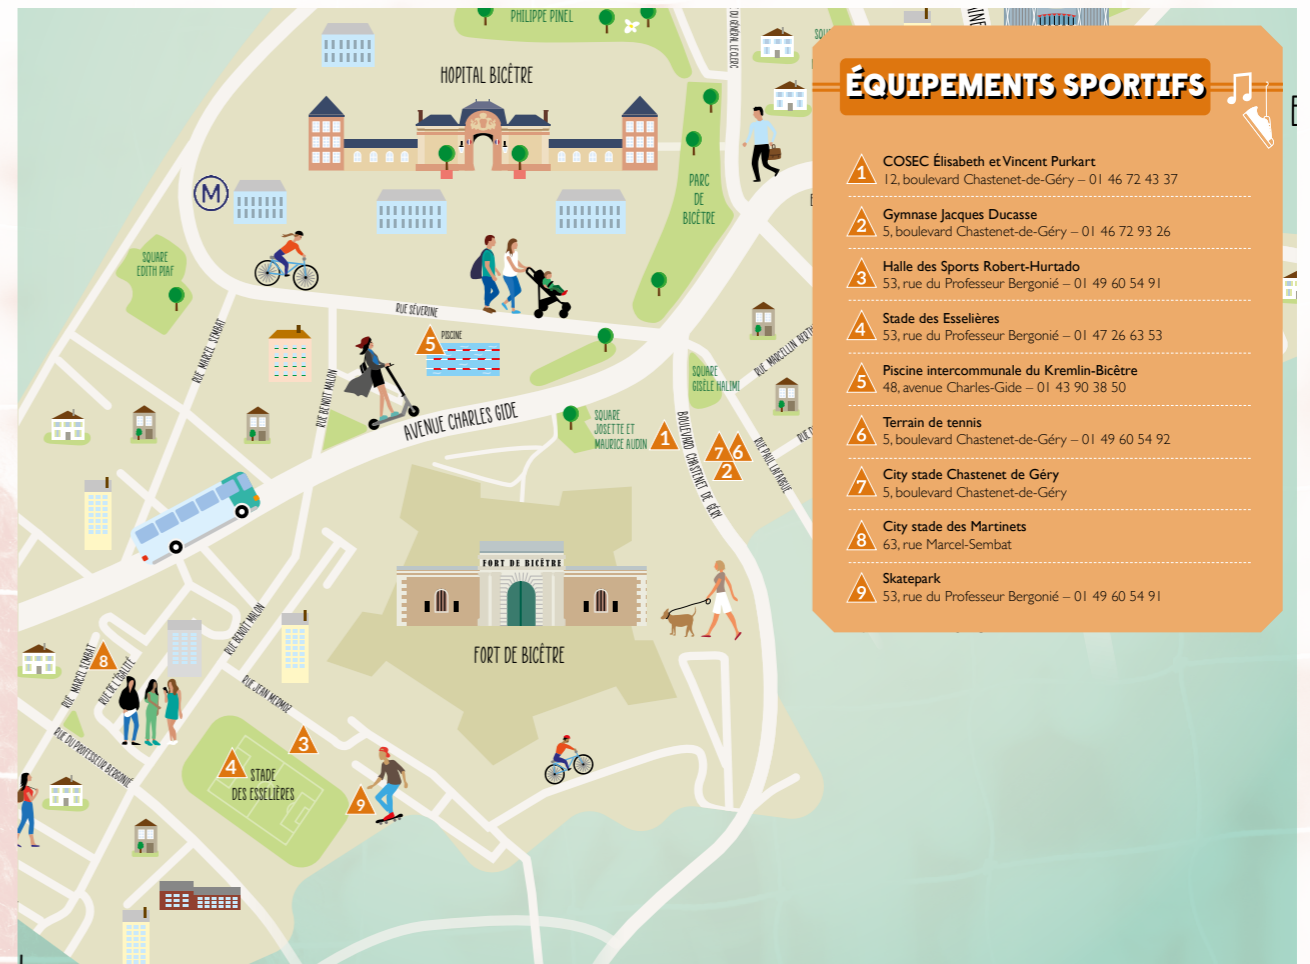 PHILIPPE PINEL
DU GÉNÉRAL LECLERC
HOPITAL BICÊTRE
M
PARC
DE
BICÊTRE
SQUARE
EDITH PIAF
RUE SÉVERINE
PISCINE
5
RUE MARCEL SEMBAT
RUE BENOIT MALON
AVENUE CHARLES GIDE
SQUARE
GISÈLE HALIMI
RUE MARCELLIN
SQUARE
JOSETTE ET
MAURICE AUDIN
1
BOULEVARD CHASTENET DE GÉRY
7
6
2
RUE PAUL LAFARGUE
FORT DE BICÊTRE
FORT DE BICÊTRE
RUE BENOÎT MALON
RUE MARCEL SEMBAT
8
RUE DE L'ÉGALITÉ
RUE JEAN MERMOZ
RUE DU PROFESSEUR BERGONIÉ
3
4
STADE
DES ESSELIÈRES
9
ÉQUIPEMENTS SPORTIFS
1 COSEC Élisabeth et Vincent Purkart
12, boulevard Chastenet-de-Géry – 01 46 72 43 37
2 Gymnase Jacques Ducasse
5, boulevard Chastenet-de-Géry – 01 46 72 93 26
3 Halle des Sports Robert-Hurtado
53, rue du Professeur Bergonié – 01 49 60 54 91
4 Stade des Esselières
53, rue du Professeur Bergonié – 01 47 26 63 53
5 Piscine intercommunale du Kremlin-Bicêtre
48, avenue Charles-Gide – 01 43 90 38 50
6 Terrain de tennis
5, boulevard Chastenet-de-Géry – 01 49 60 54 92
7 City stade Chastenet de Géry
5, boulevard Chastenet-de-Géry
8 City stade des Martinets
63, rue Marcel-Sembat
9 Skatepark
53, rue du Professeur Bergonié – 01 49 60 54 91